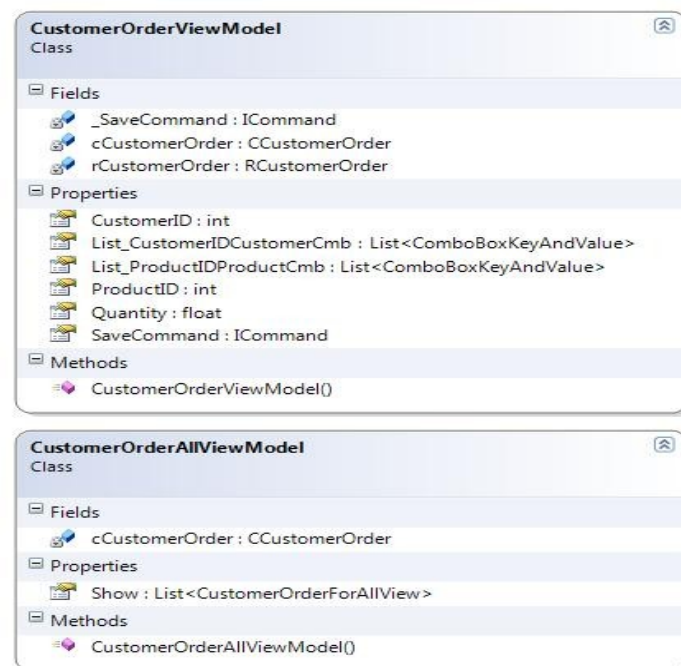 CustomerOrderViewModel
Class
Fields
_SaveCommand : ICommand
cCustomerOrder : CCustomerOrder
rCustomerOrder : RCustomerOrder
Properties
CustomerID : int
List_CustomerIDCustomerCmb : List<ComboBoxKeyAndValue>
List_ProductIDProductCmb : List<ComboBoxKeyAndValue>
ProductID : int
Quantity : float
SaveCommand : ICommand
Methods
CustomerOrderViewModel()
CustomerOrderAllViewModel
Class
Fields
cCustomerOrder : CCustomerOrder
Properties
Show : List<CustomerOrderForAllView>
Methods
CustomerOrderAllViewModel()